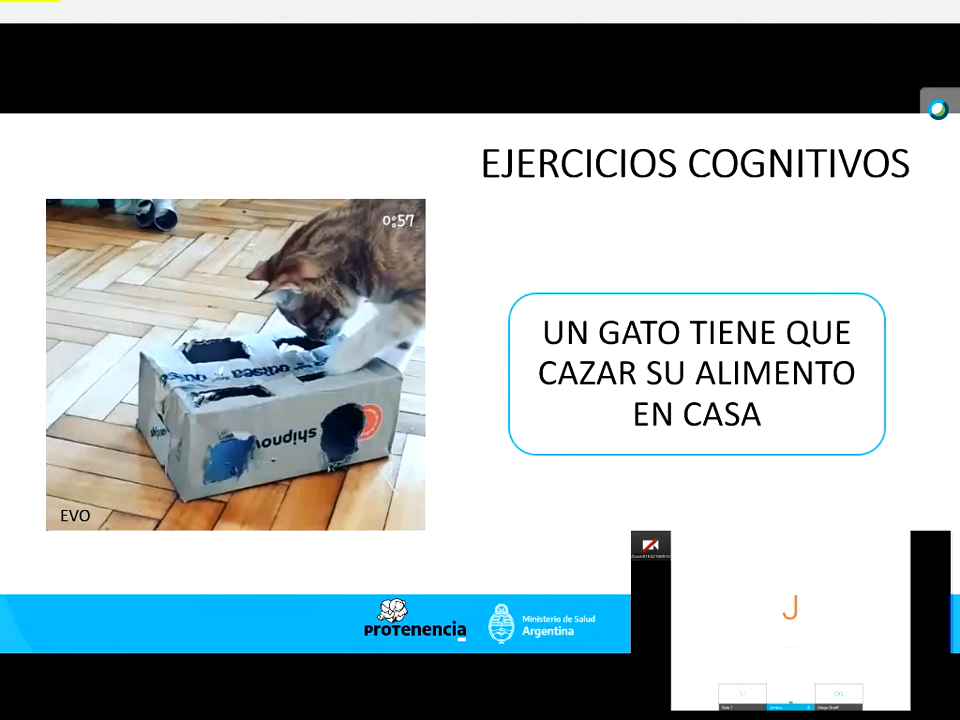 EJERCICIOS COGNITIVOS
0:57
UN GATO TIENE QUE
CAZAR SU ALIMENTO
EN CASA
shipnow
EVO
J
PROTenencia
Ministerio de Salud
Argentina